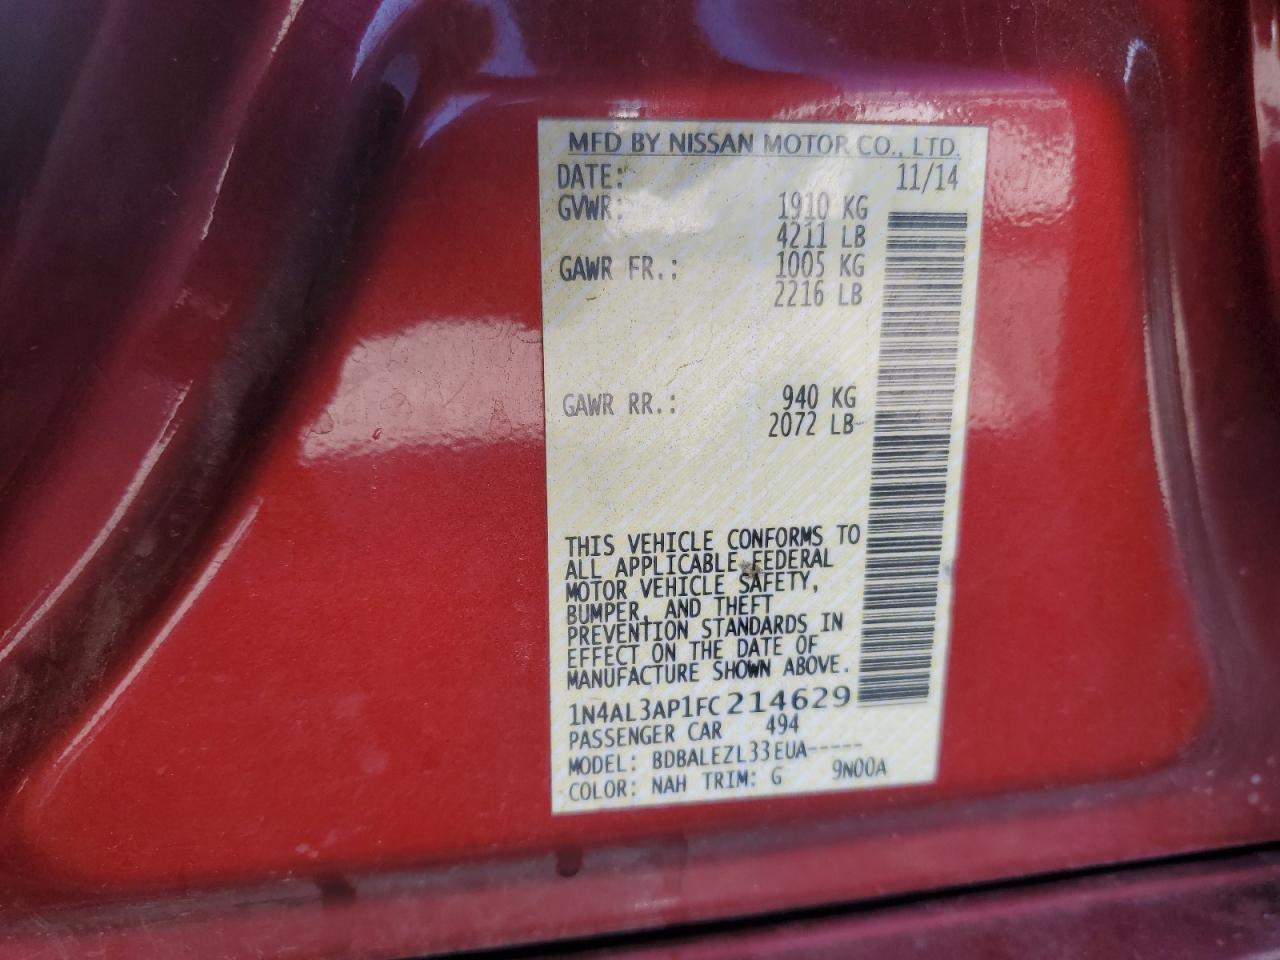 MFD BY NISSAN MOTOR CO., LTD.
DATE: 11/14
GVWR: 1910 KG
4211 LB
GAWR FR.: 1005 KG
2216 LB
GAWR RR.: 940 KG
2072 LB
THIS VEHICLE CONFORMS TO
ALL APPLICABLE FEDERAL
MOTOR VEHICLE SAFETY,
BUMPER, AND THEFT
PREVENTION STANDARDS IN
EFFECT ON THE DATE OF
MANUFACTURE SHOWN ABOVE.
1N4AL3AP1FC214629
PASSENGER CAR 494
MODEL: BDBALEZL33EUA-----
COLOR: NAH TRIM: G 9N00A